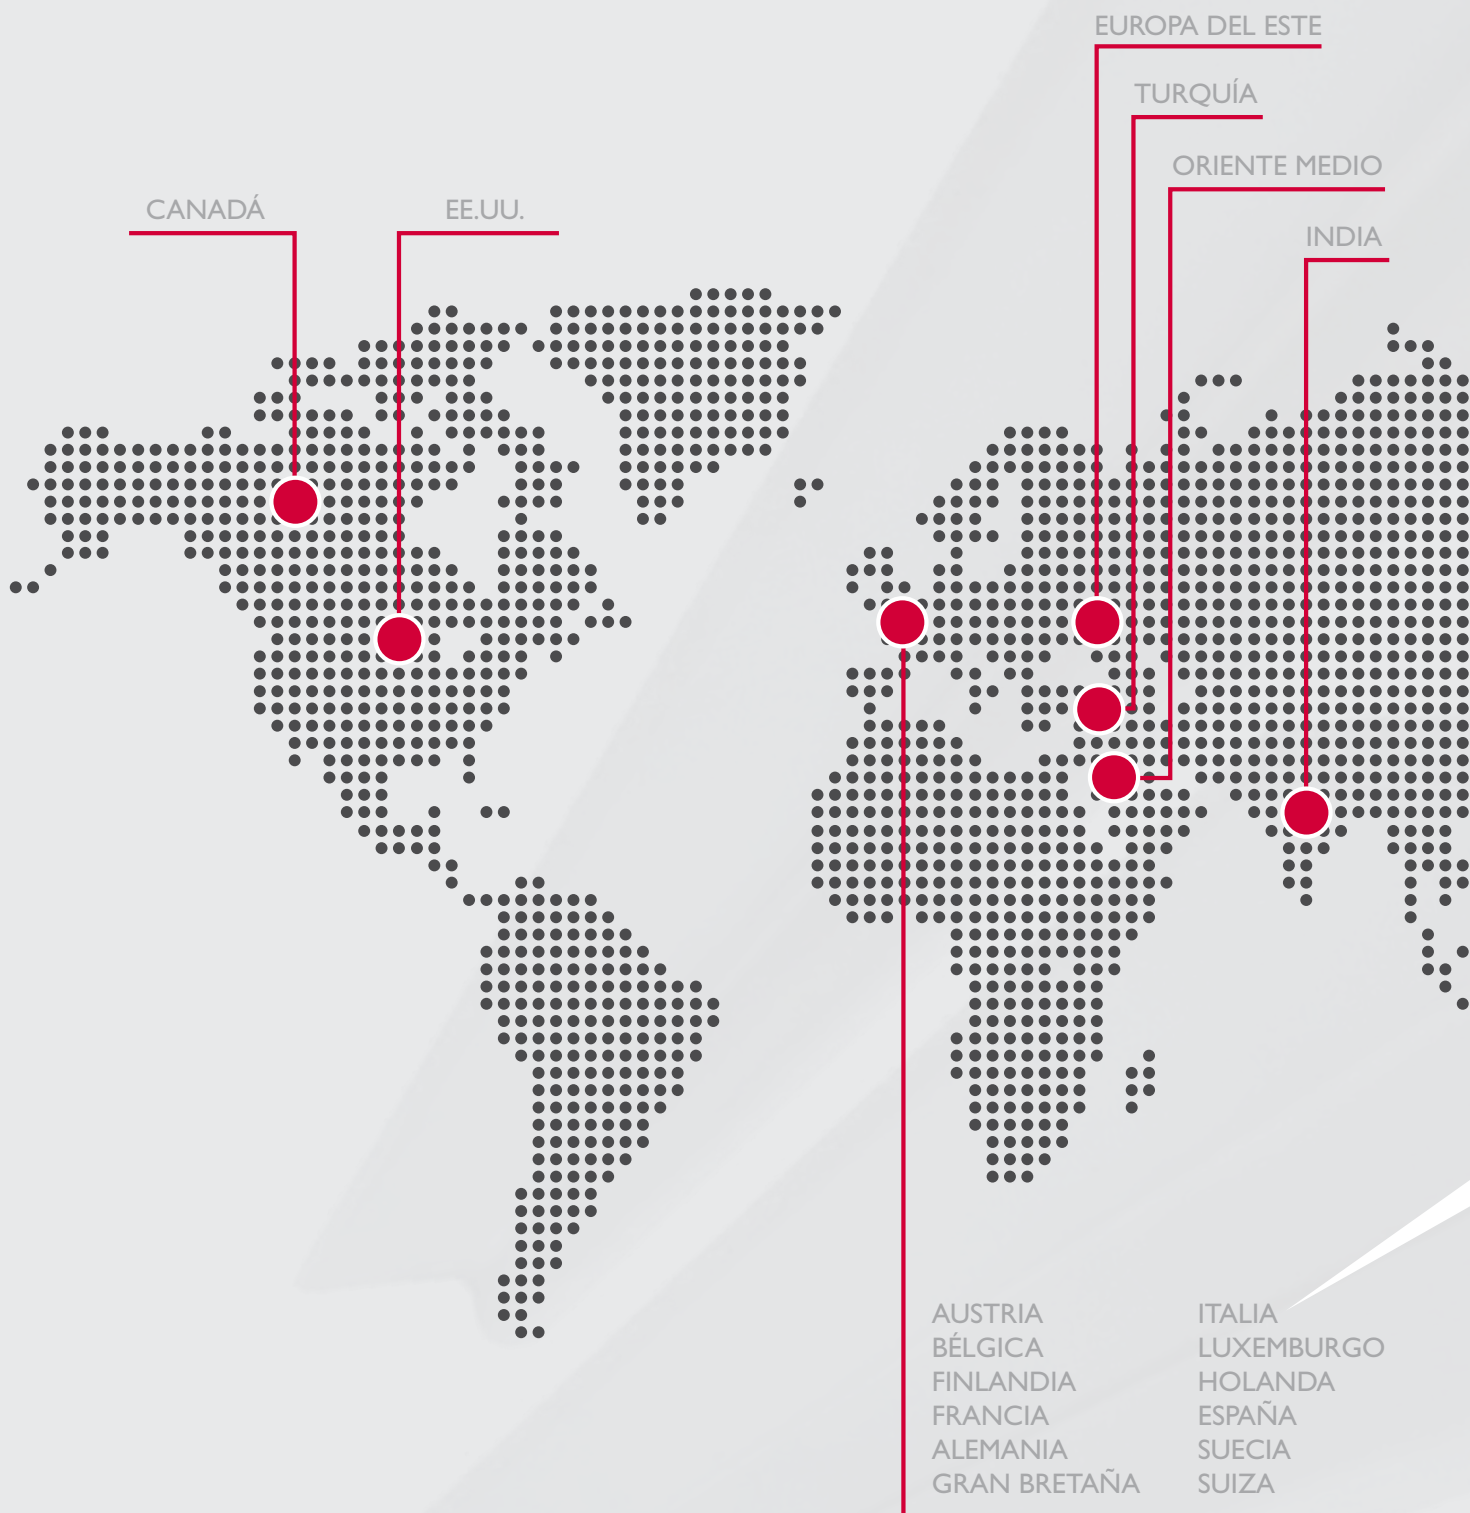 EUROPA DEL ESTE
TURQUÍA
ORIENTE MEDIO
CANADÁ
EE.UU.
INDIA
AUSTRIA
BÉLGICA
FINLANDIA
FRANCIA
ALEMANIA
GRAN BRETAÑA
ITALIA
LUXEMBURGO
HOLANDA
ESPAÑA
SUECIA
SUIZA